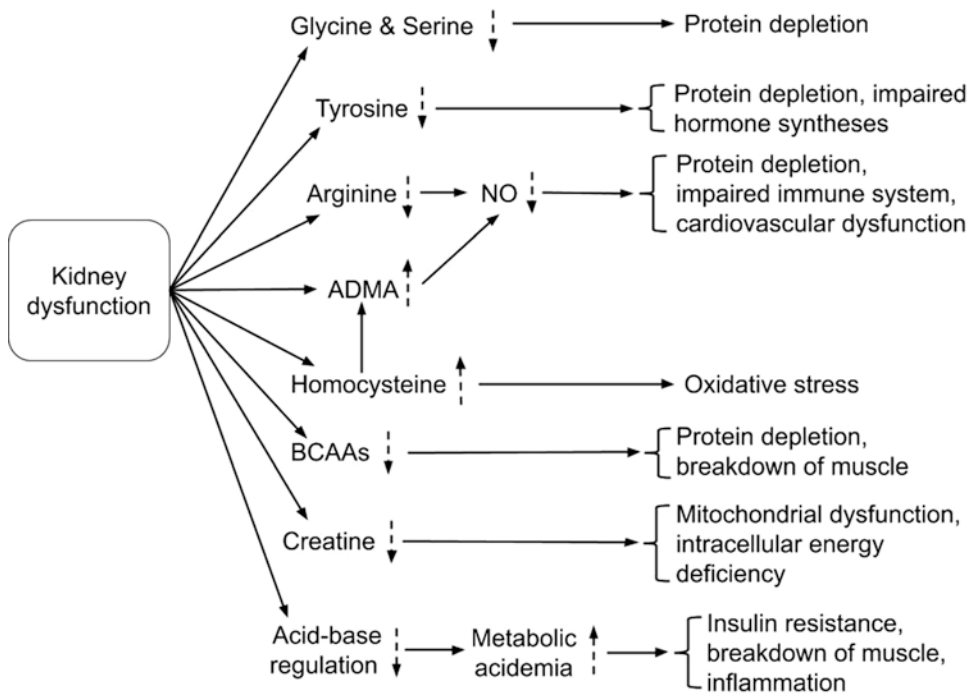 Glycine & Serine
Protein depletion
Tyrosine
Protein depletion, impaired
hormone syntheses
Arginine
NO
Protein depletion,
impaired immune system,
cardiovascular dysfunction
Kidney
dysfunction
ADMA
Homocysteine
Oxidative stress
BCAAs
Protein depletion,
breakdown of muscle
Creatine
Mitochondrial dysfunction,
intracellular energy
deficiency
Acid-base
regulation
Metabolic
acidemia
Insulin resistance,
breakdown of muscle,
inflammation